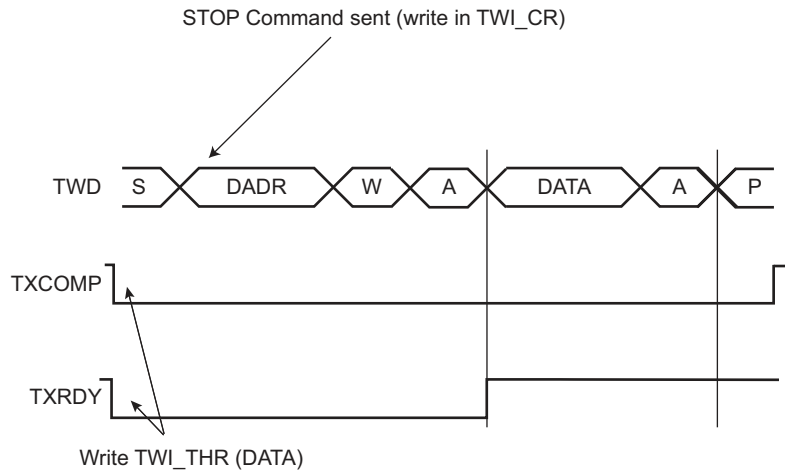 STOP Command sent (write in TWI_CR)
TWD S DADR W A DATA A P
TXCOMP
TXRDY
Write TWI_THR (DATA)